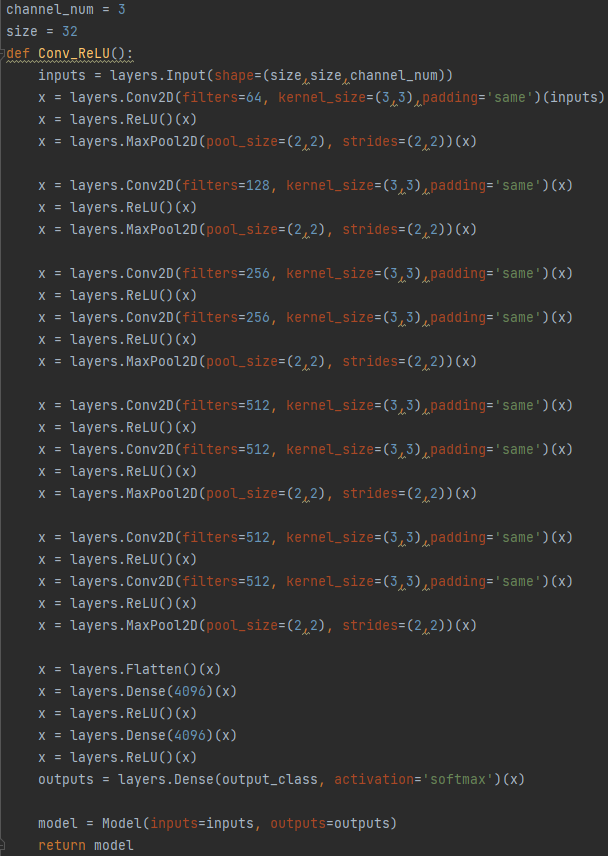 channel_num = 3
size = 32
def Conv_ReLU():
    inputs = layers.Input(shape=(size,size,channel_num))
    x = layers.Conv2D(filters=64, kernel_size=(3,3),padding='same')(inputs)
    x = layers.ReLU()(x)
    x = layers.MaxPool2D(pool_size=(2,2), strides=(2,2))(x)

    x = layers.Conv2D(filters=128, kernel_size=(3,3),padding='same')(x)
    x = layers.ReLU()(x)
    x = layers.MaxPool2D(pool_size=(2,2), strides=(2,2))(x)

    x = layers.Conv2D(filters=256, kernel_size=(3,3),padding='same')(x)
    x = layers.ReLU()(x)
    x = layers.Conv2D(filters=256, kernel_size=(3,3),padding='same')(x)
    x = layers.ReLU()(x)
    x = layers.MaxPool2D(pool_size=(2,2), strides=(2,2))(x)

    x = layers.Conv2D(filters=512, kernel_size=(3,3),padding='same')(x)
    x = layers.ReLU()(x)
    x = layers.Conv2D(filters=512, kernel_size=(3,3),padding='same')(x)
    x = layers.ReLU()(x)
    x = layers.MaxPool2D(pool_size=(2,2), strides=(2,2))(x)

    x = layers.Conv2D(filters=512, kernel_size=(3,3),padding='same')(x)
    x = layers.ReLU()(x)
    x = layers.Conv2D(filters=512, kernel_size=(3,3),padding='same')(x)
    x = layers.ReLU()(x)
    x = layers.MaxPool2D(pool_size=(2,2), strides=(2,2))(x)

    x = layers.Flatten()(x)
    x = layers.Dense(4096)(x)
    x = layers.ReLU()(x)
    x = layers.Dense(4096)(x)
    x = layers.ReLU()(x)
    outputs = layers.Dense(output_class, activation='softmax')(x)

    model = Model(inputs=inputs, outputs=outputs)
    return model